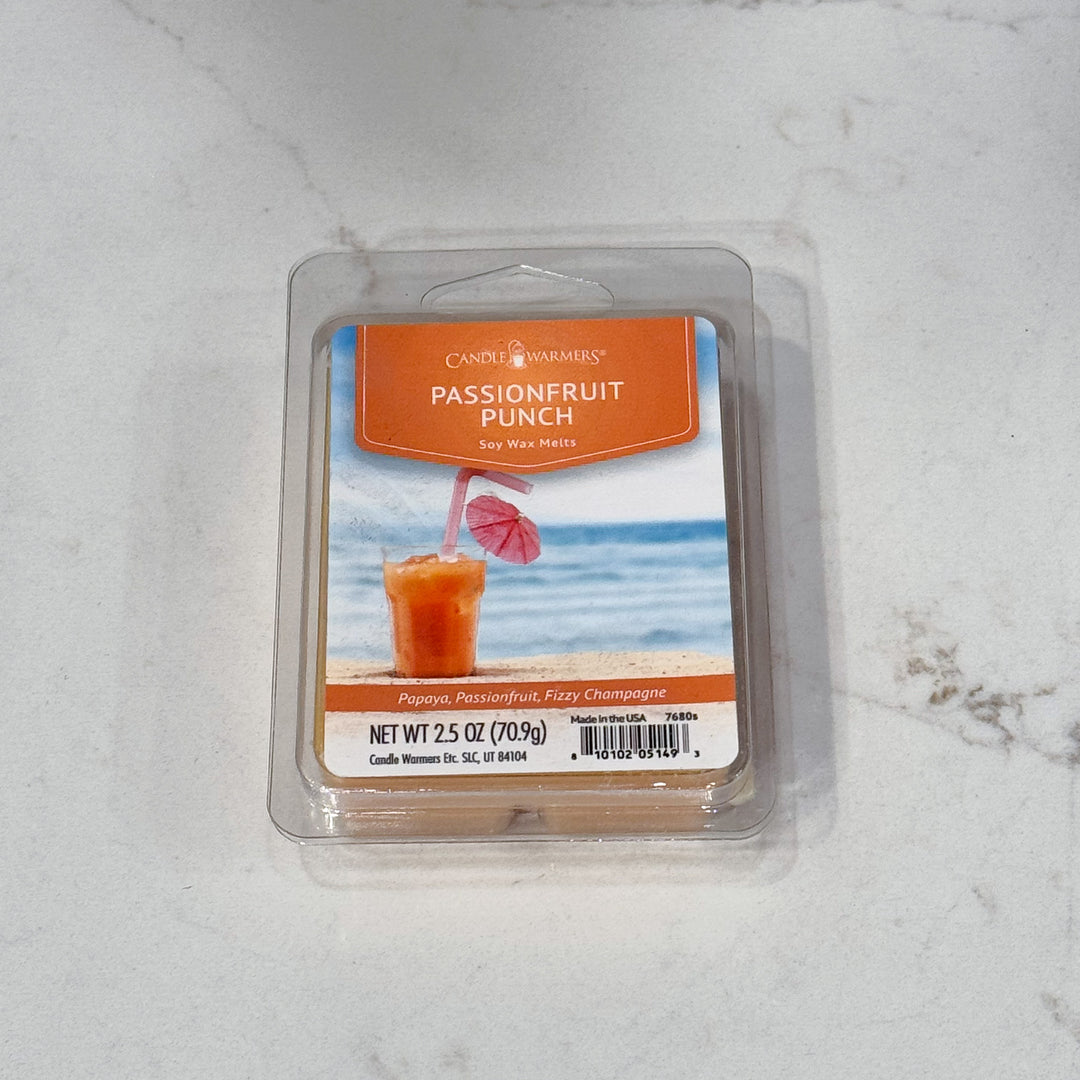 CANDLE WARMERS®
PASSIONFRUIT
PUNCH
Soy Wax Melts
Papaya, Passionfruit, Fizzy Champagne
NET WT 2.5 OZ (70.9g)
Candle Warmers Etc. SLC, UT 84104
Made in the USA 7680s
8 10102 05149 3